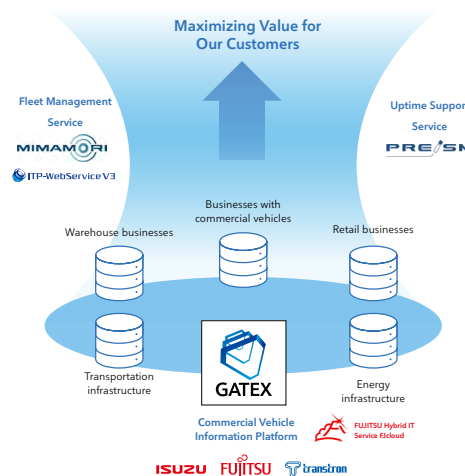 Maximizing Value for
Our Customers
Fleet Management
Service
MIMAMORI
ITP-WebService V3
Uptime Support
Service
PREISM
Businesses with
commercial vehicles
Warehouse businesses
Retail businesses
Transportation
infrastructure
GATEX
Energy
infrastructure
Commercial Vehicle
Information Platform
FUJITSU Hybrid IT
Service FJcloud
ISUZU
FUJITSU
transtron